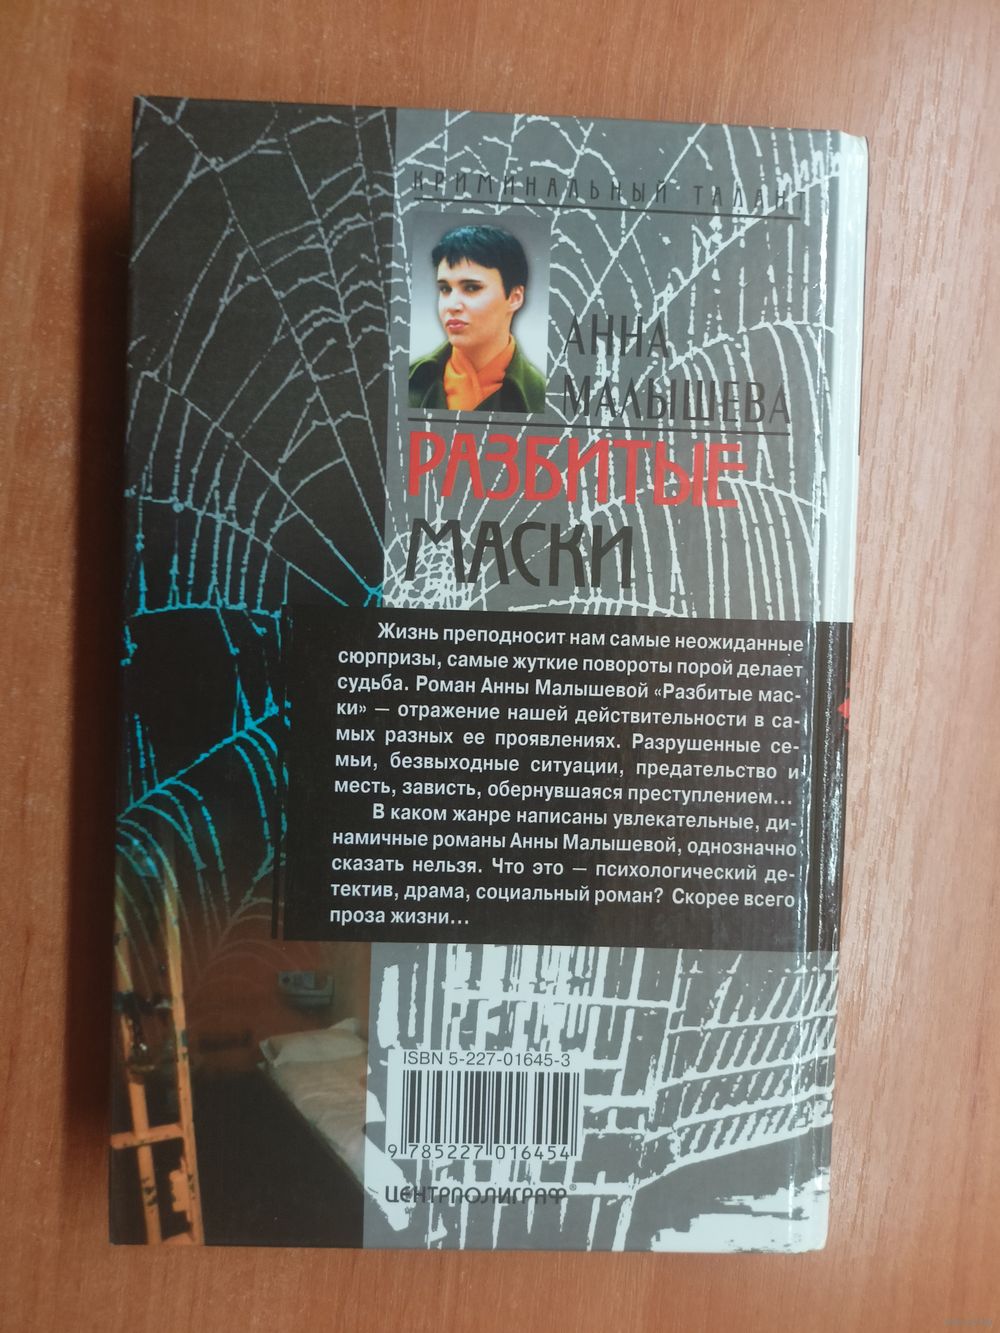 КРИМИНАЛЬНЫЙ ТАЛАНТ
АННА
МАЛЫШЕВА
РАЗБИТЫЕ
МАСКИ
Жизнь преподносит нам самые неожиданные
сюрпризы, самые жуткие повороты порой делает
судьба. Роман Анны Малышевой «Разбитые мас-
ки» — отражение нашей действительности в са-
мых разных ее проявлениях. Разрушенные се-
мьи, безвыходные ситуации, предательство и
месть, зависть, обернувшаяся преступлением...
В каком жанре написаны увлекательные, ди-
намичные романы Анны Малышевой, однозначно
сказать нельзя. Что это — психологический де-
тектив, драма, социальный роман? Скорее всего
проза жизни...
ISBN 5-227-01645-3
9 785227 016454
ЦЕНТРПОЛИГРАФ®